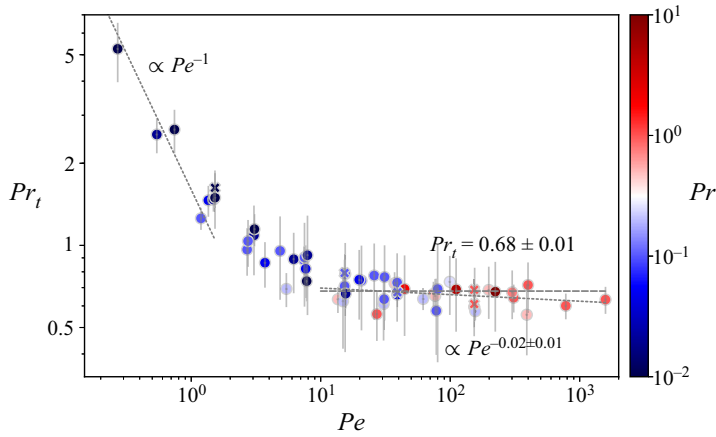 5
2
1
0.5
Pr_t
∝ Pe^{−1}
Pr_t = 0.68 ± 0.01
∝ Pe^{−0.02±0.01}
10^0 10^1 10^2 10^3
Pe
10^1
10^0
10^{−1}
10^{−2}
Pr